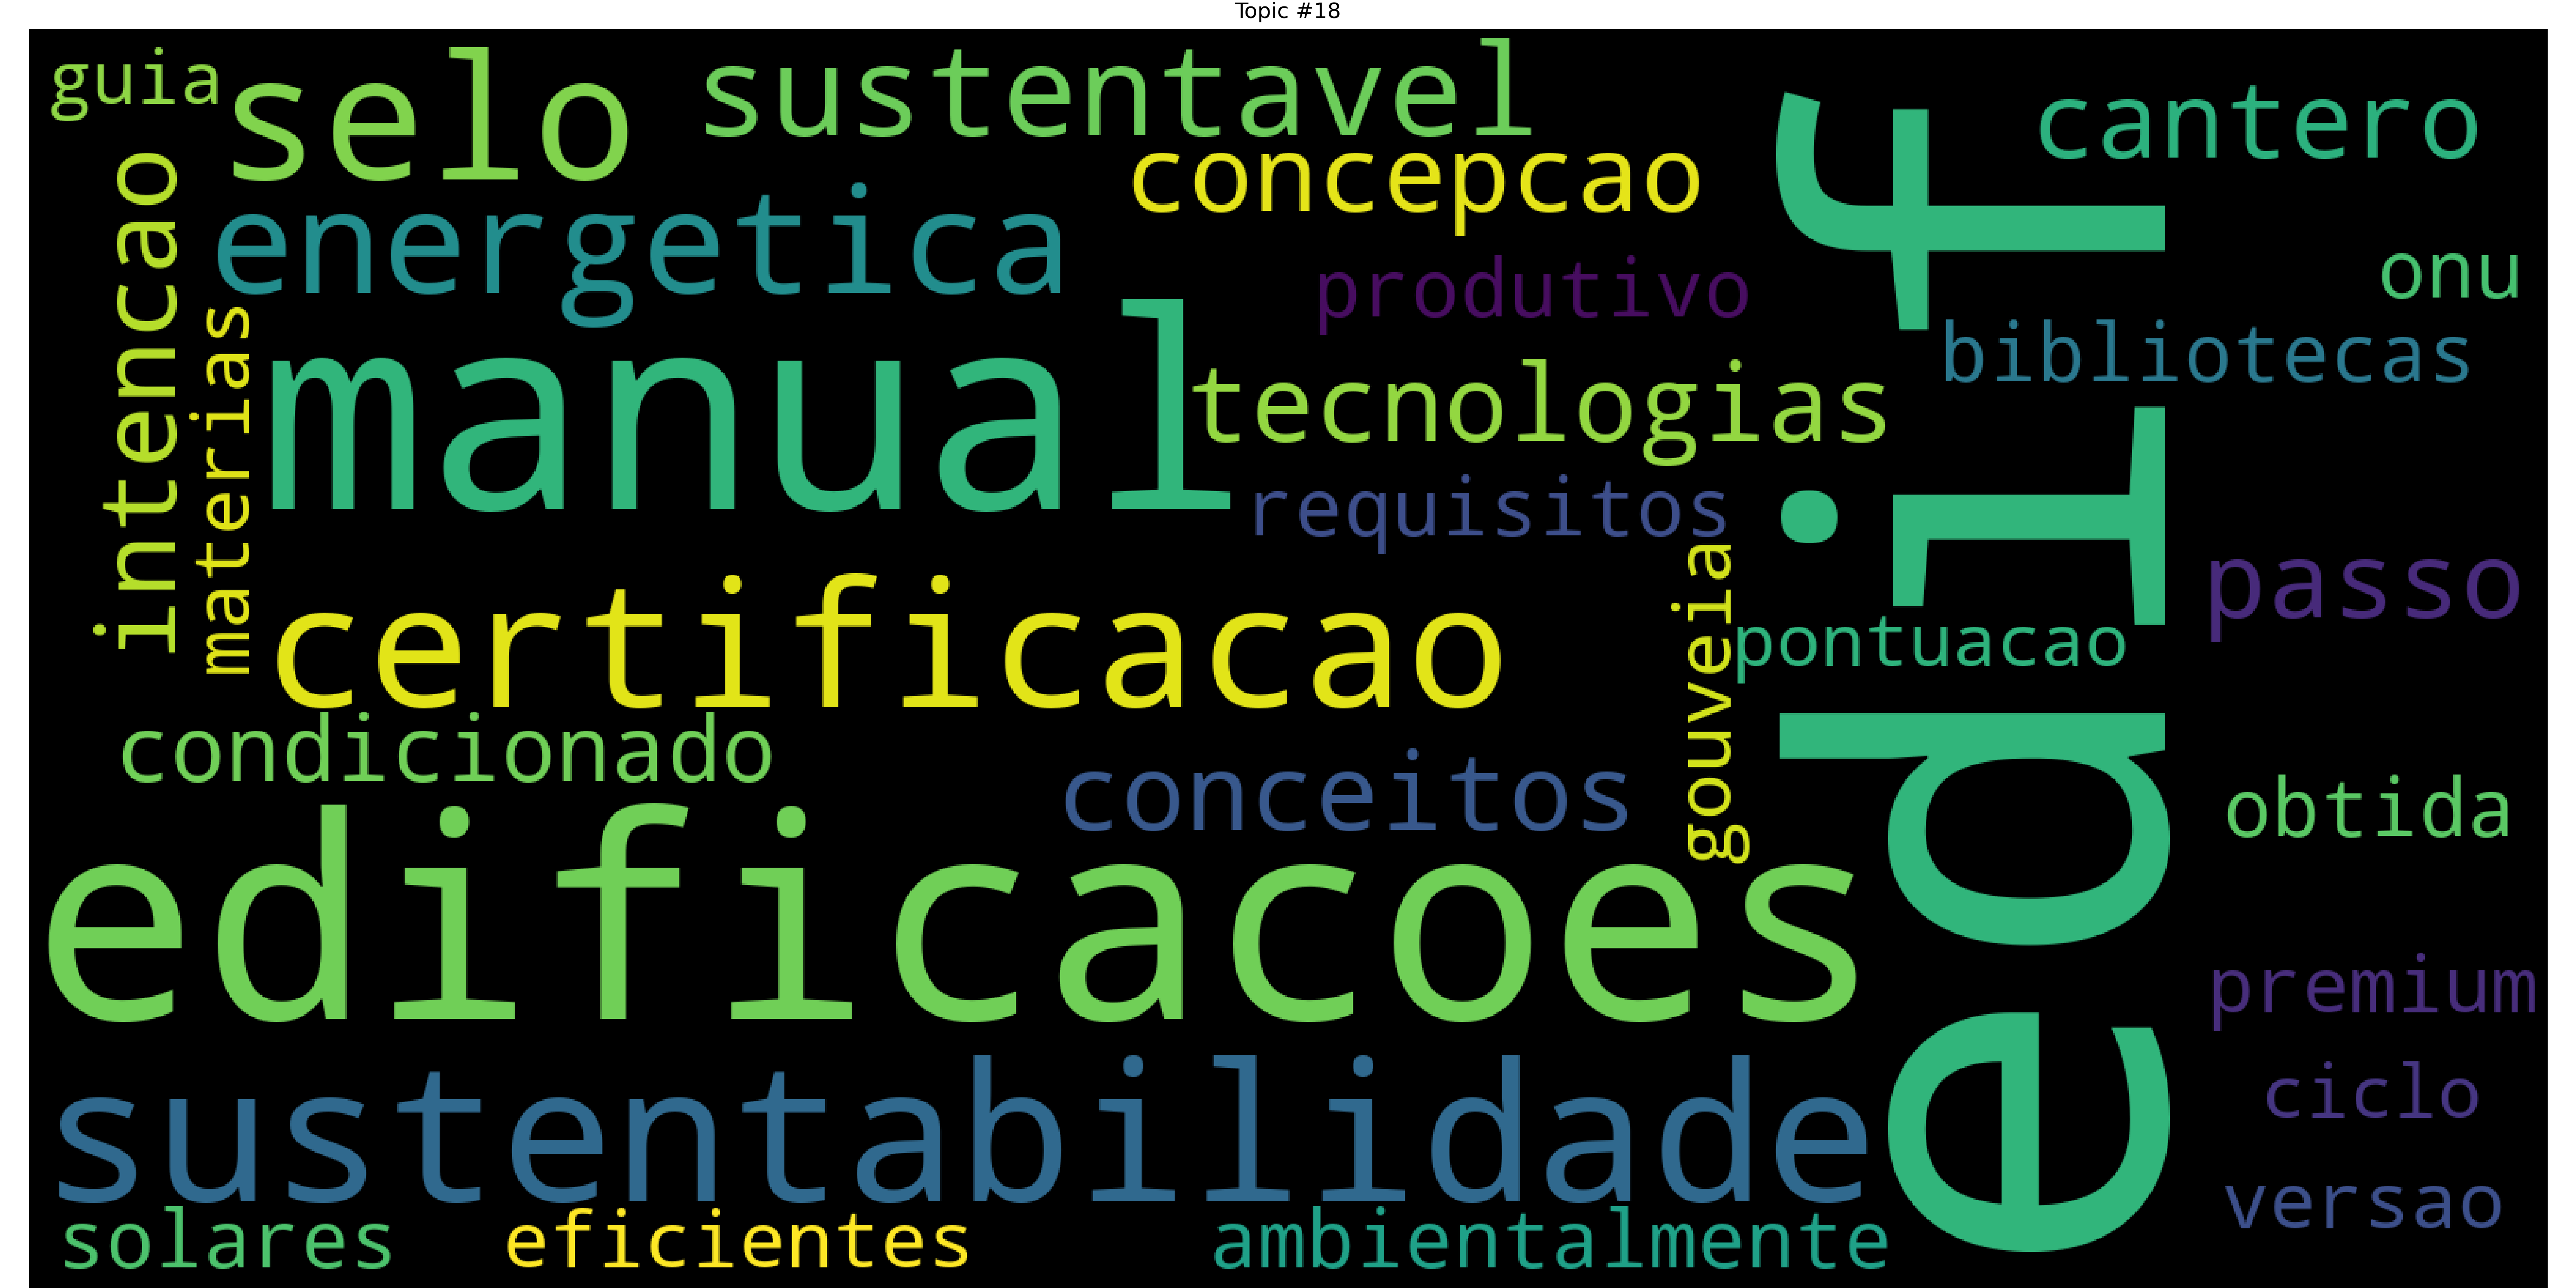 Topic #18
guia
selo
sustentavel
cantero
concepcao
intencao
energetica
produtivo
onu
materias
manual
tecnologias
bibliotecas
edif
requisitos
certificacao
gouveia
pontuacao
passo
condicionado
conceitos
obtida
edificacoes
premium
sustentabilidade
ciclo
versao
solares
eficientes
ambientalmente